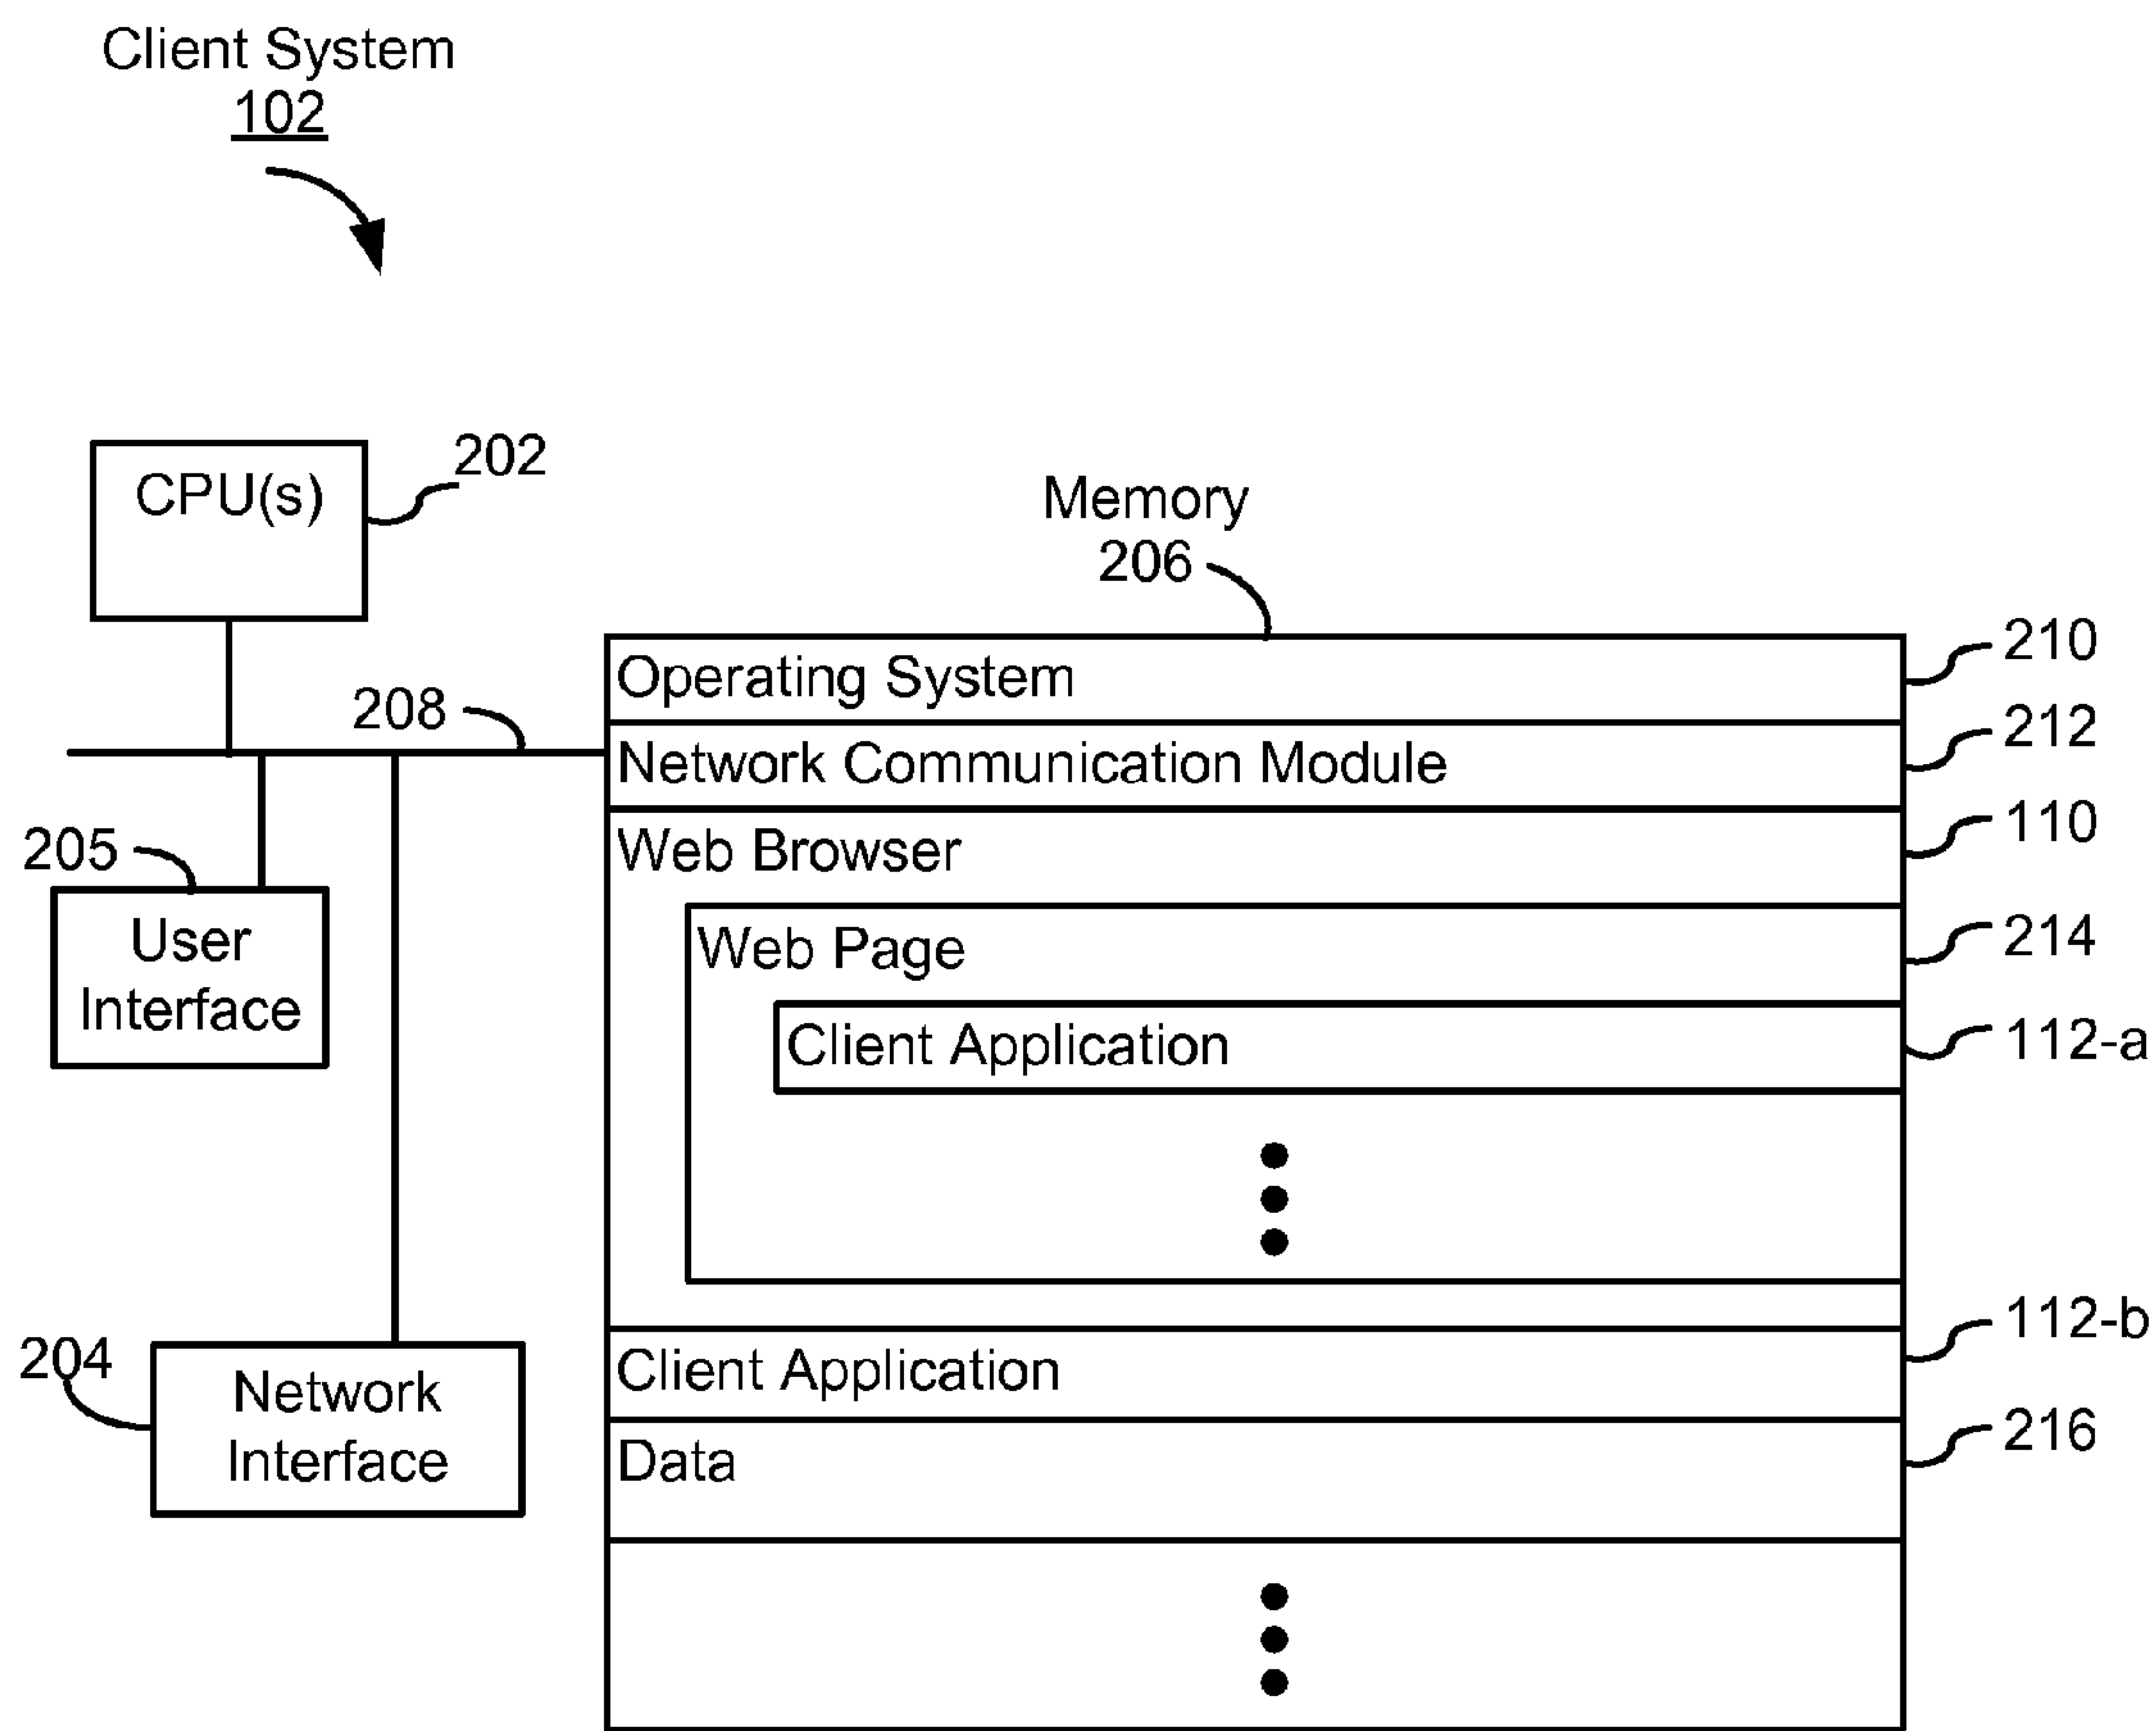 Client System
102
CPU(s)
202
Memory
206
208
Operating System
210
Network Communication Module
212
Web Browser
110
205
User
Interface
Web Page
214
Client Application
112-a
204
Network
Interface
Client Application
112-b
Data
216